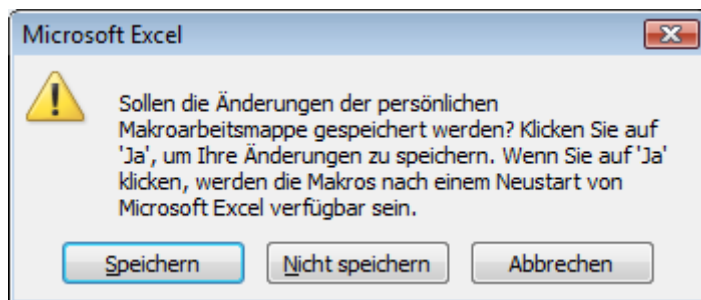 Microsoft Excel
Sollen die Änderungen der persönlichen
Makroarbeitsmappe gespeichert werden? Klicken Sie auf
'Ja', um Ihre Änderungen zu speichern. Wenn Sie auf 'Ja'
klicken, werden die Makros nach einem Neustart von
Microsoft Excel verfügbar sein.
Speichern
Nicht speichern
Abbrechen